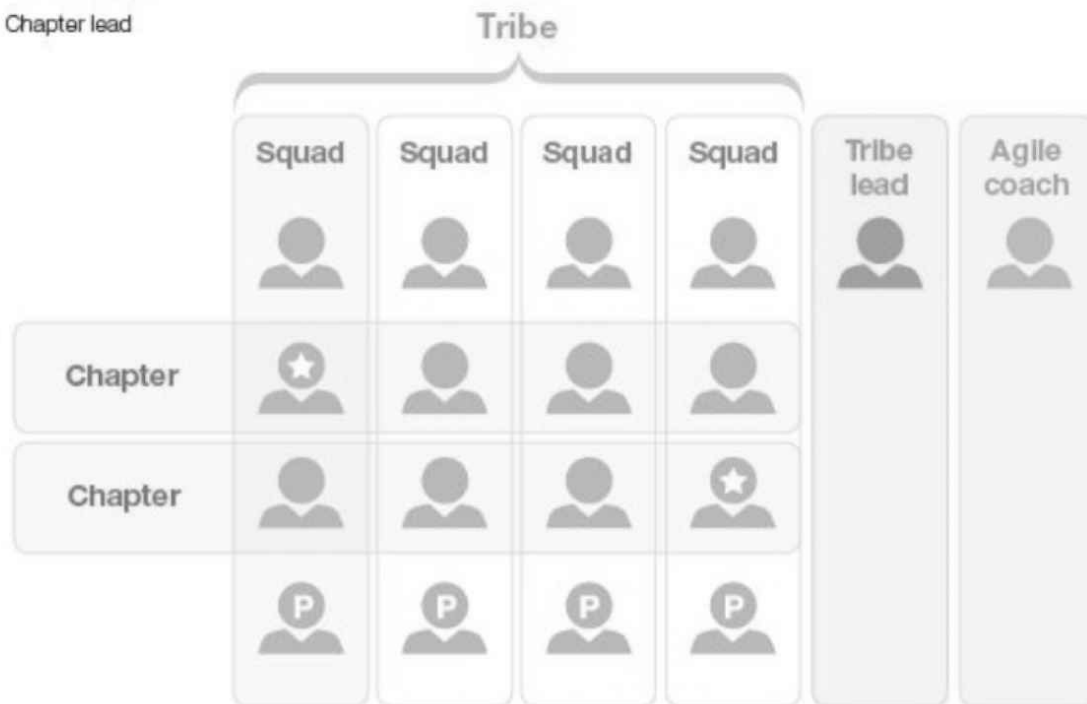 Chapter lead
Tribe
Squad
Squad
Squad
Squad
Tribe
lead
Agile
coach
Chapter
Chapter
P
P
P
P